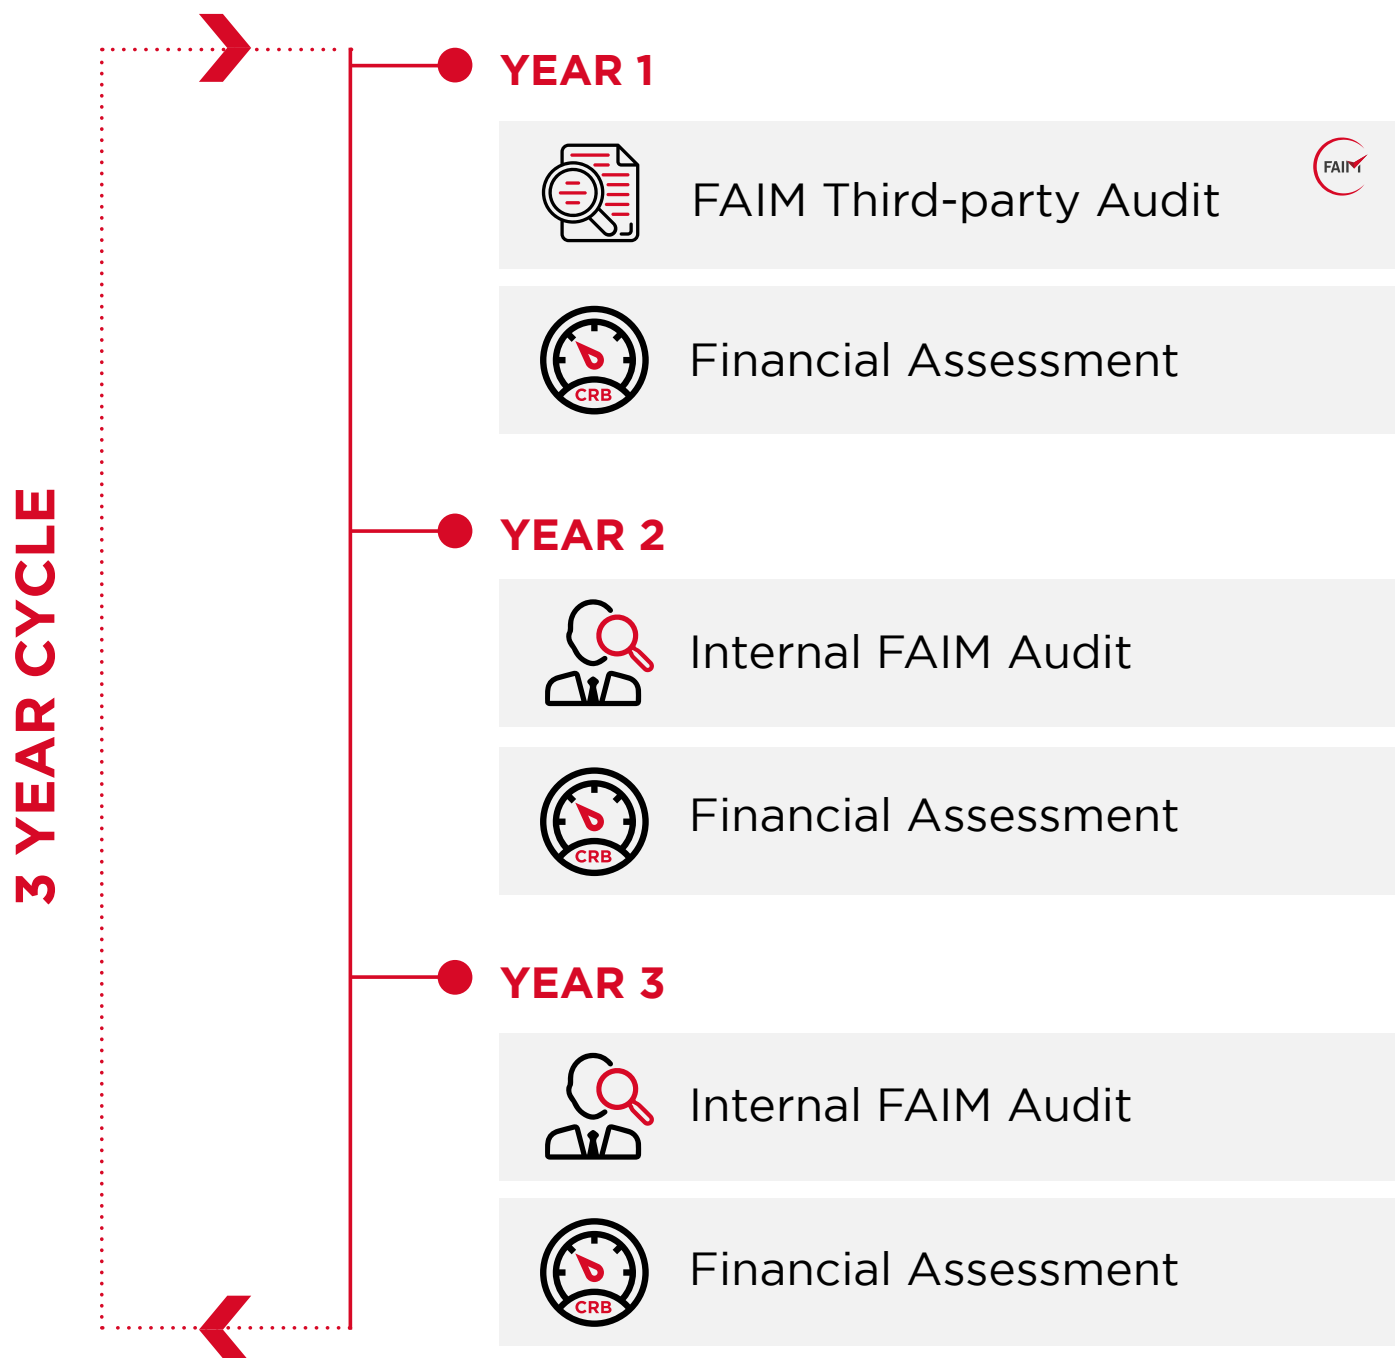 3 YEAR CYCLE
YEAR 1
FAIM Third-party Audit
FAIM
Financial Assessment
CRB
YEAR 2
Internal FAIM Audit
Financial Assessment
CRB
YEAR 3
Internal FAIM Audit
Financial Assessment
CRB